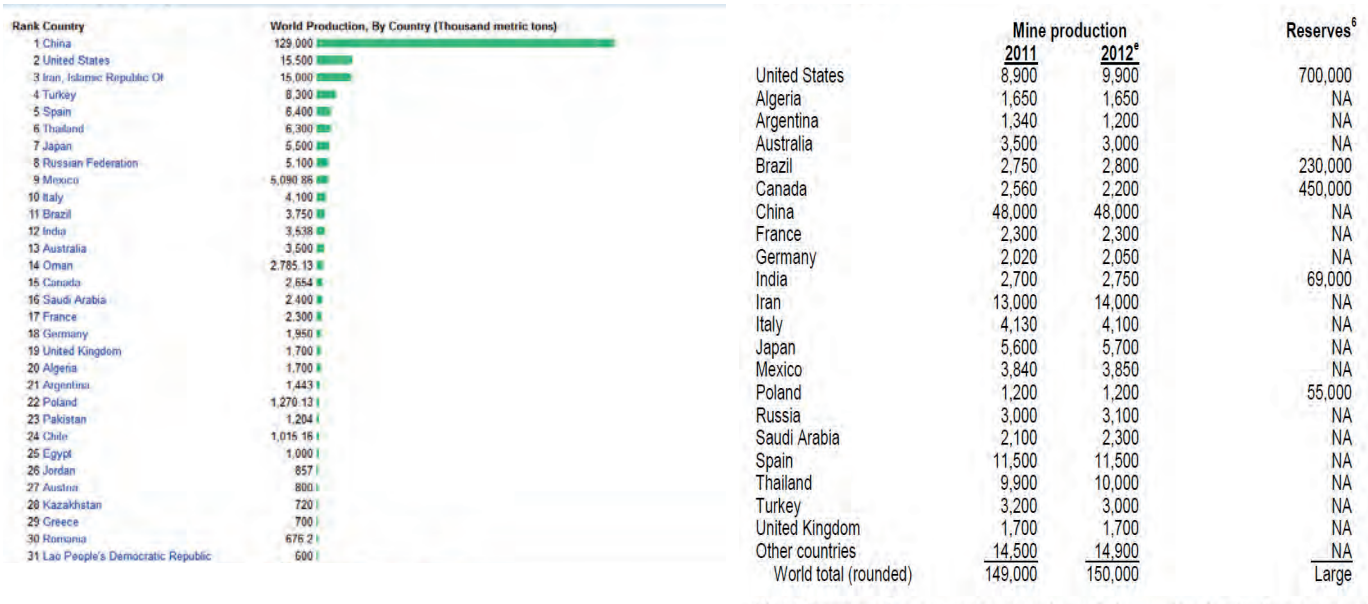 Rank Country World Production, By Country (Thousand metric tons)
1 China 129,000
2 United States 15,500
3 Iran, Islamic Republic Of 15,000
4 Turkey 8,300
5 Spain 6,400
6 Thailand 6,300
7 Japan 5,500
8 Russian Federation 5,100
9 Mexico 5,090.86
10 Italy 4,100
11 Brazil 3,750
12 India 3,538
13 Australia 3,500
14 Oman 2,785.13
15 Canada 2,654
16 Saudi Arabia 2,400
17 France 2,300
18 Germany 1,950
19 United Kingdom 1,700
20 Algeria 1,700
21 Argentina 1,443
22 Poland 1,270.13
23 Pakistan 1,204
24 Chile 1,015.16
25 Egypt 1,000
26 Jordan 857
27 Austria 800
28 Kazakhstan 720
29 Greece 700
30 Romania 676.2
31 Lao People's Democratic Republic 600
Mine production Reserves⁶
2011 2012ᵉ
United States 8,900 9,900 700,000
Algeria 1,650 1,650 NA
Argentina 1,340 1,200 NA
Australia 3,500 3,000 NA
Brazil 2,750 2,800 230,000
Canada 2,560 2,200 450,000
China 48,000 48,000 NA
France 2,300 2,300 NA
Germany 2,020 2,050 NA
India 2,700 2,750 69,000
Iran 13,000 14,000 NA
Italy 4,130 4,100 NA
Japan 5,600 5,700 NA
Mexico 3,840 3,850 NA
Poland 1,200 1,200 55,000
Russia 3,000 3,100 NA
Saudi Arabia 2,100 2,300 NA
Spain 11,500 11,500 NA
Thailand 9,900 10,000 NA
Turkey 3,200 3,000 NA
United Kingdom 1,700 1,700 NA
Other countries 14,500 14,900 NA
World total (rounded) 149,000 150,000 Large